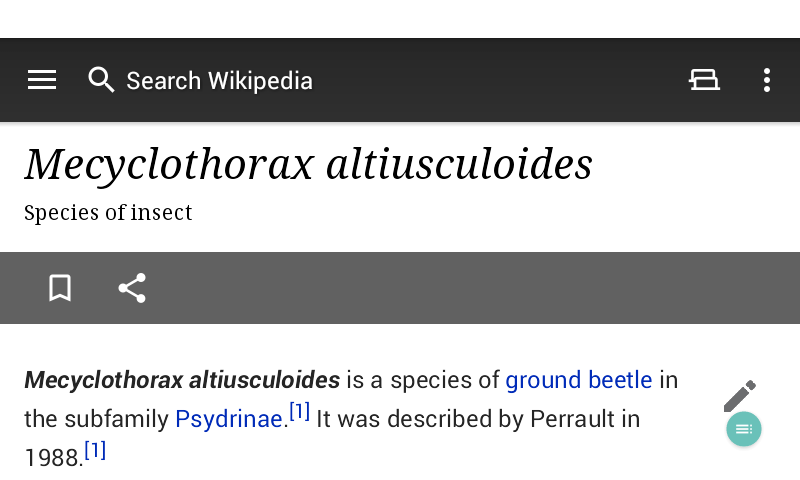 Search Wikipedia
Mecyclothorax altiusculoides
Species of insect
Mecyclothorax altiusculoides is a species of ground beetle in
the subfamily Psydrinae.[1] It was described by Perrault in
1988.[1]